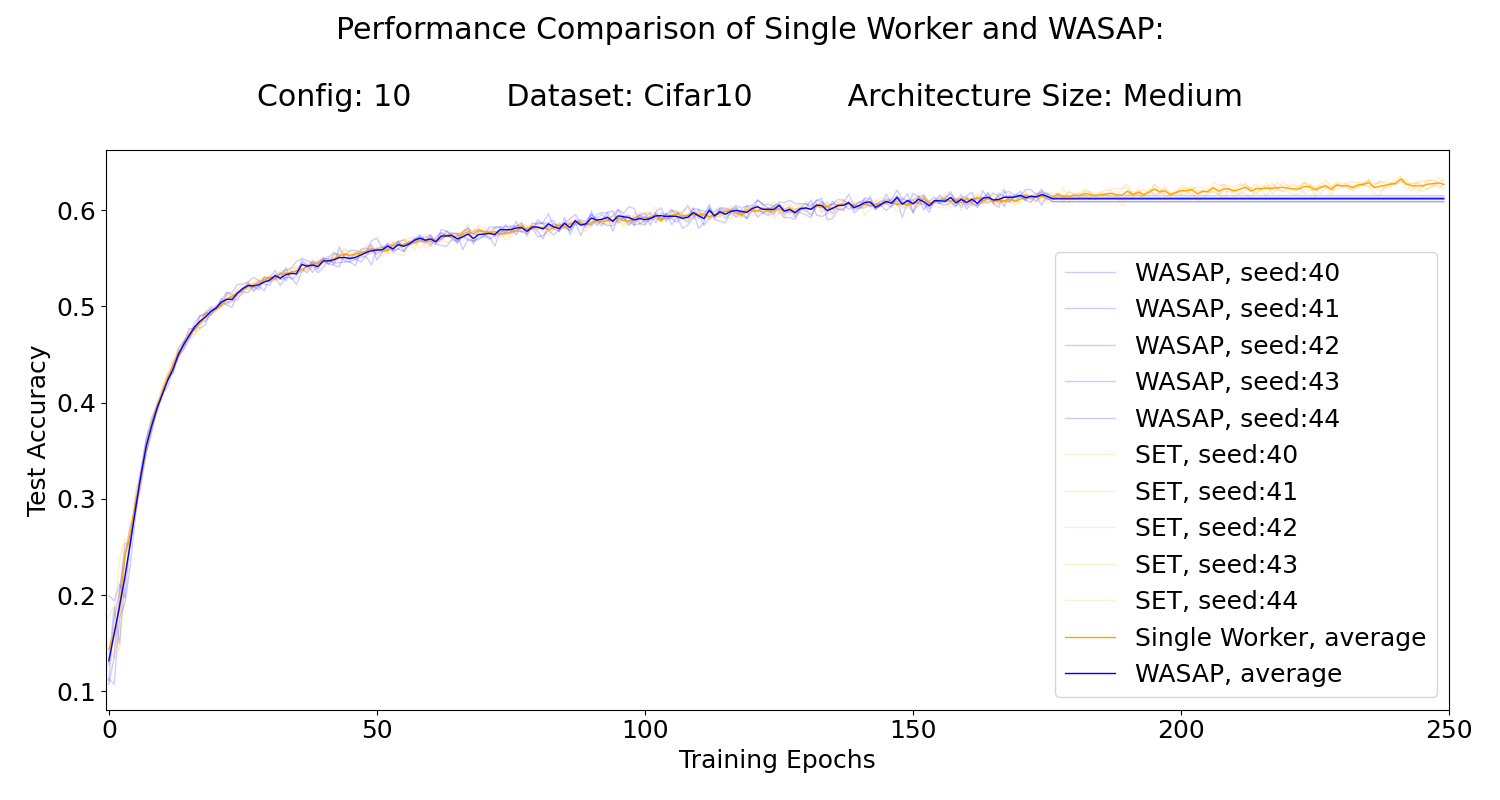 Performance Comparison of Single Worker and WASAP:
Config: 10 Dataset: Cifar10 Architecture Size: Medium
Test Accuracy
0.6
0.5
0.4
0.3
0.2
0.1
WASAP, seed:40
WASAP, seed:41
WASAP, seed:42
WASAP, seed:43
WASAP, seed:44
SET, seed:40
SET, seed:41
SET, seed:42
SET, seed:43
SET, seed:44
Single Worker, average
WASAP, average
0 50 100 150 200 250
Training Epochs